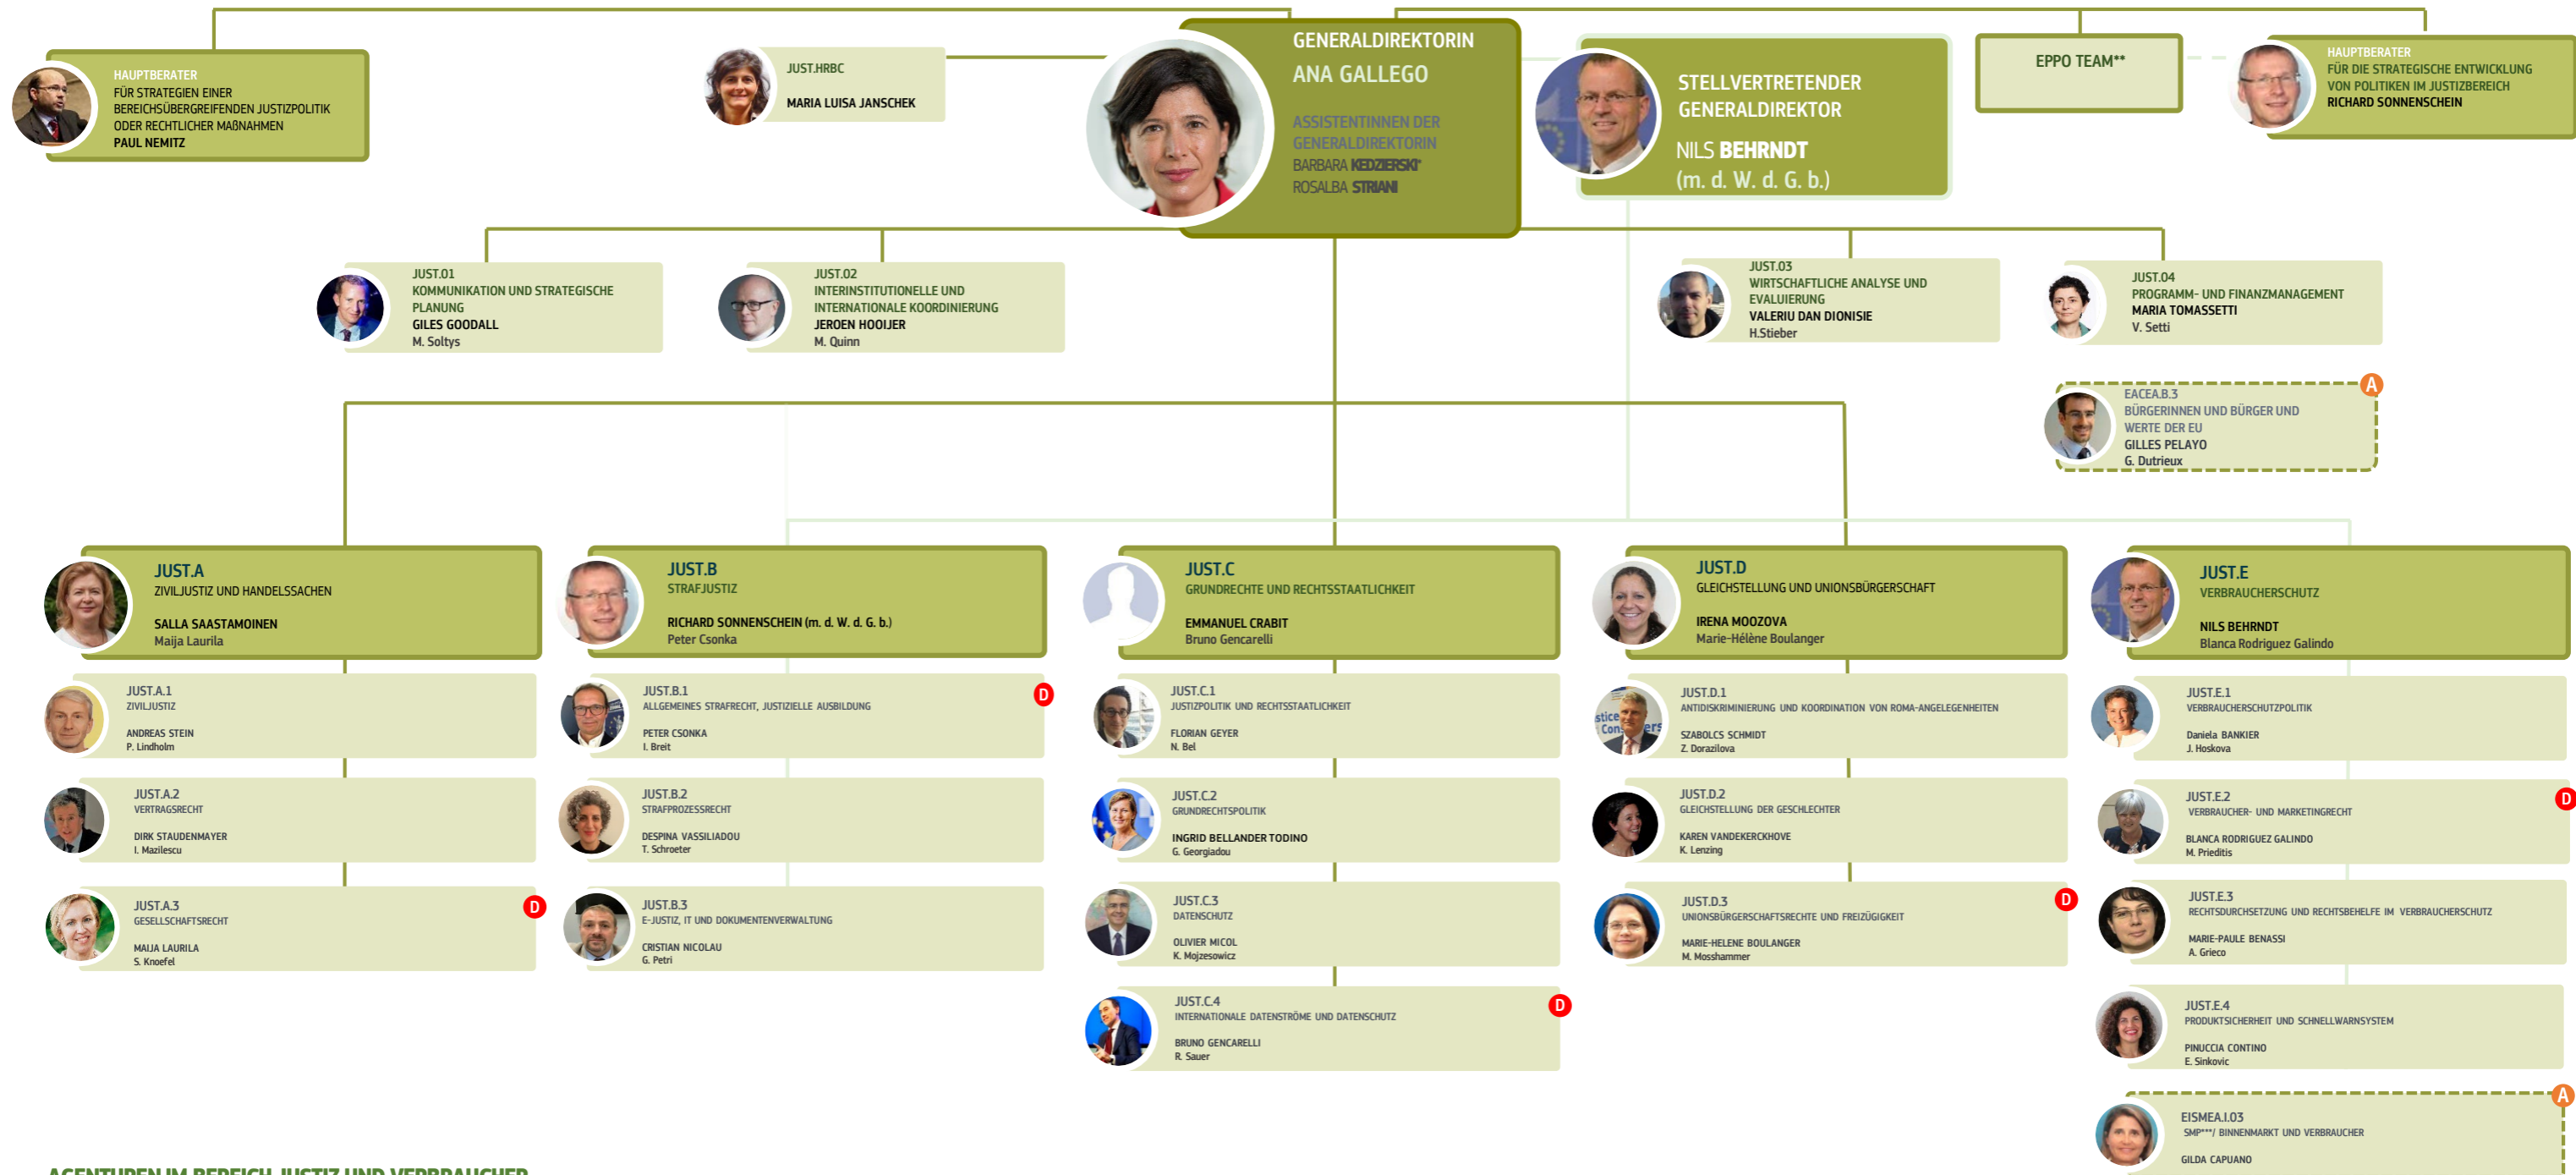 HAUPTBERATER
FÜR STRATEGIEN EINER
BEREICHSÜBERGREIFENDEN JUSTIZPOLITIK
ODER RECHTLICHER MAßNAHMEN
PAUL NEMITZ
JUST.HRBC
MARIA LUISA JANSCHEK
GENERALDIREKTORIN
ANA GALLEGO
ASSISTENTINNEN DER
GENERALDIREKTORIN
BARBARA KEDZIERSKI*
ROSALBA STRIANI
STELLVERTRETENDER
GENERALDIREKTOR
NILS BEHRNDT
(m. d. W. d. G. b.)
EPPO TEAM**
HAUPTBERATER
FÜR DIE STRATEGISCHE ENTWICKLUNG
VON POLITIKEN IM JUSTIZBEREICH
RICHARD SONNENSCHEIN
JUST.01
KOMMUNIKATION UND STRATEGISCHE
PLANUNG
GILES GOODALL
M. Soltys
JUST.02
INTERINSTITUTIONELLE UND
INTERNATIONALE KOORDINIERUNG
JEROEN HOOIJER
M. Quinn
JUST.03
WIRTSCHAFTLICHE ANALYSE UND
EVALUIERUNG
VALERIU DAN DIONISIE
H.Stieber
JUST.04
PROGRAMM- UND FINANZMANAGEMENT
MARIA TOMASSETTI
V. Setti
A
EACEA.B.3
BÜRGERINNEN UND BÜRGER UND
WERTE DER EU
GILLES PELAYO
G. Dutrieux
JUST.A
ZIVILJUSTIZ UND HANDELSSACHEN
SALLA SAASTAMOINEN
Maija Laurila
JUST.A.1
ZIVILJUSTIZ
ANDREAS STEIN
P. Lindholm
JUST.A.2
VERTRAGSRECHT
DIRK STAUDENMAYER
I. Mazilescu
JUST.A.3
D
GESELLSCHAFTSRECHT
MAIJA LAURILA
S. Knoefel
JUST.B
STRAFJUSTIZ
RICHARD SONNENSCHEIN (m. d. W. d. G. b.)
Peter Csonka
JUST.B.1
D
ALLGEMEINES STRAFRECHT, JUSTIZIELLE AUSBILDUNG
PETER CSONKA
I. Breit
JUST.B.2
STRAFPROZESSRECHT
DESPINA VASSILIADOU
T. Schroeter
JUST.B.3
E-JUSTIZ, IT UND DOKUMENTENVERWALTUNG
CRISTIAN NICOLAU
G. Petri
JUST.C
GRUNDRECHTE UND RECHTSSTAATLICHKEIT
EMMANUEL CRABIT
Bruno Gencarelli
JUST.C.1
JUSTIZPOLITIK UND RECHTSSTAATLICHKEIT
FLORIAN GEYER
N. Bel
JUST.C.2
GRUNDRECHTSPOLITIK
INGRID BELLANDER TODINO
G. Georgiadou
JUST.C.3
DATENSCHUTZ
OLIVIER MICOL
K. Mojzesowicz
JUST.C.4
D
INTERNATIONALE DATENSTRÖME UND DATENSCHUTZ
BRUNO GENCARELLI
R. Sauer
JUST.D
GLEICHSTELLUNG UND UNIONSBÜRGERSCHAFT
IRENA MOOZOVA
Marie-Hélène Boulanger
JUST.D.1
ANTIDISKRIMINIERUNG UND KOORDINATION VON ROMA-ANGELEGENHEITEN
SZABOLCS SCHMIDT
Z. Dorazilova
JUST.D.2
GLEICHSTELLUNG DER GESCHLECHTER
KAREN VANDEKERCKHOVE
K. Lenzing
JUST.D.3
D
UNIONSBÜRGERSCHAFTSRECHTE UND FREIZÜGIGKEIT
MARIE-HELENE BOULANGER
M. Mosshammer
JUST.E
VERBRAUCHERSCHUTZ
NILS BEHRNDT
Blanca Rodriguez Galindo
JUST.E.1
VERBRAUCHERSCHUTZPOLITIK
Daniela BANKIER
J. Hoskova
JUST.E.2
D
VERBRAUCHER- UND MARKETINGRECHT
BLANCA RODRIGUEZ GALINDO
M. Prieditis
JUST.E.3
RECHTSDURCHSETZUNG UND RECHTSBEHELFE IM VERBRAUCHERSCHUTZ
MARIE-PAULE BENASSI
A. Grieco
JUST.E.4
PRODUKTSICHERHEIT UND SCHNELLWARNSYSTEM
PINUCCIA CONTINO
E. Sinkovic
A
EISMEA.I.03
SMP***/ BINNENMARKT UND VERBRAUCHER
GILDA CAPUANO
AGENTUREN IM BEREICH JUSTIZ UND VERBRAUCHER